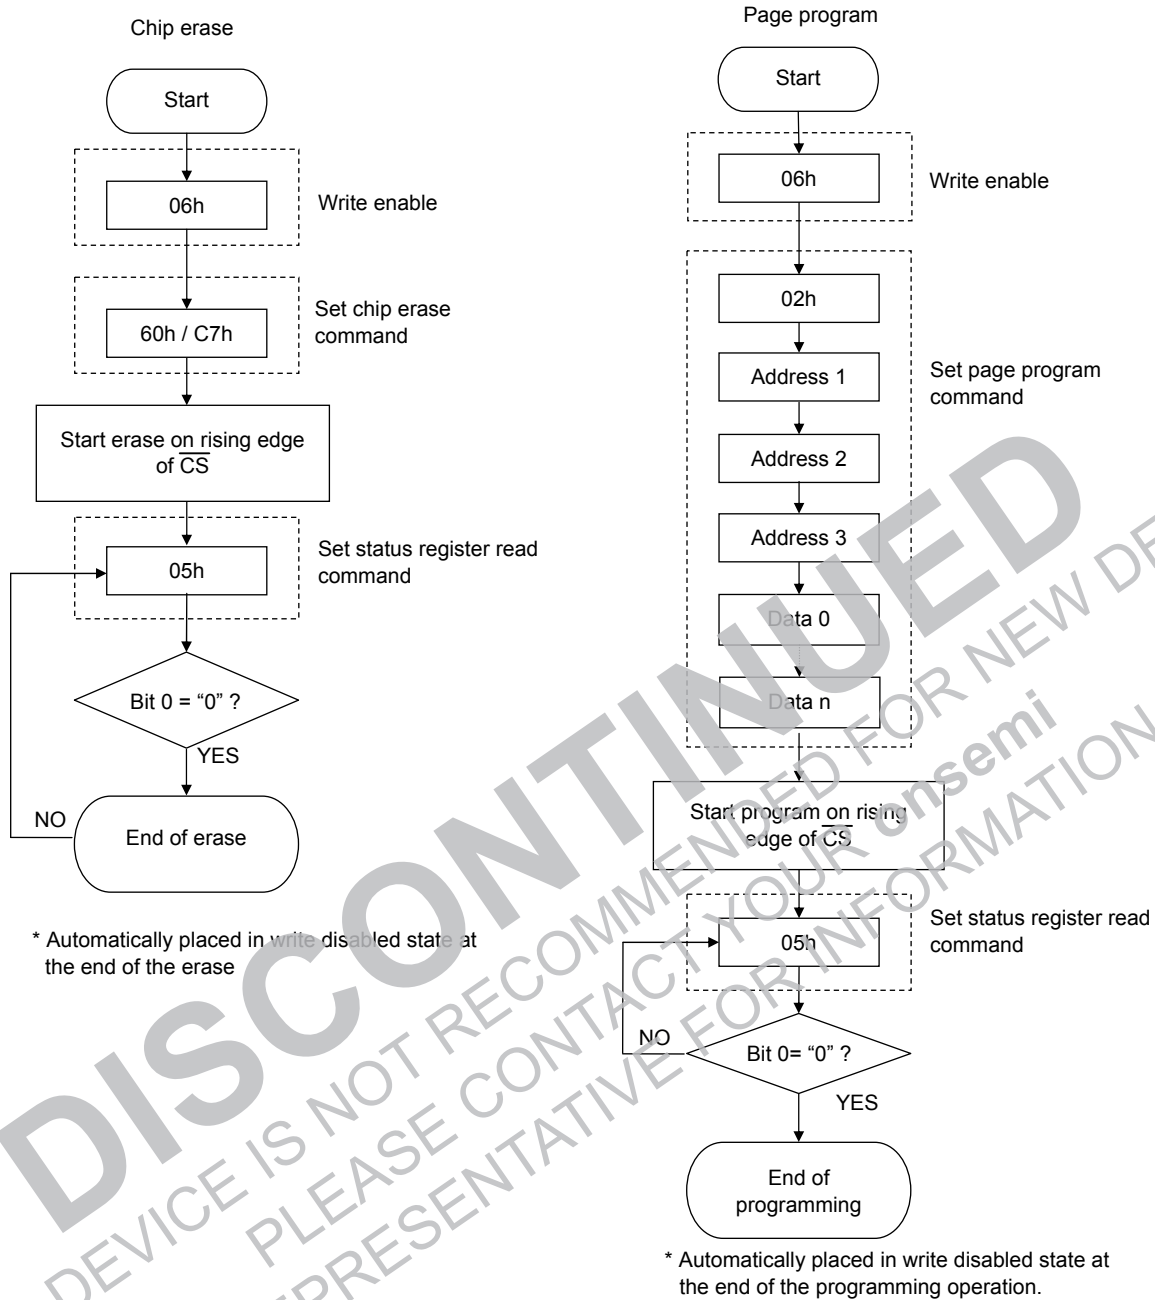 Chip erase
Start
06h
Write enable
60h / C7h
Set chip erase
command
Start erase on rising edge
of CS
05h
Set status register read
command
Bit 0 = “0” ?
YES
NO
End of erase
* Automatically placed in write disabled state at
the end of the erase
Page program
Start
06h
Write enable
02h
Address 1
Address 2
Address 3
Data 0
Data n
Set page program
command
Start program on rising
edge of CS
05h
Set status register read
command
Bit 0= “0” ?
NO
YES
End of
programming
* Automatically placed in write disabled state at
the end of the programming operation.
DISCONTINUED
DEVICE IS NOT RECOMMENDED FOR NEW DE
PLEASE CONTACT YOUR onsemi
PRESENTATIVE FOR INFORMATION